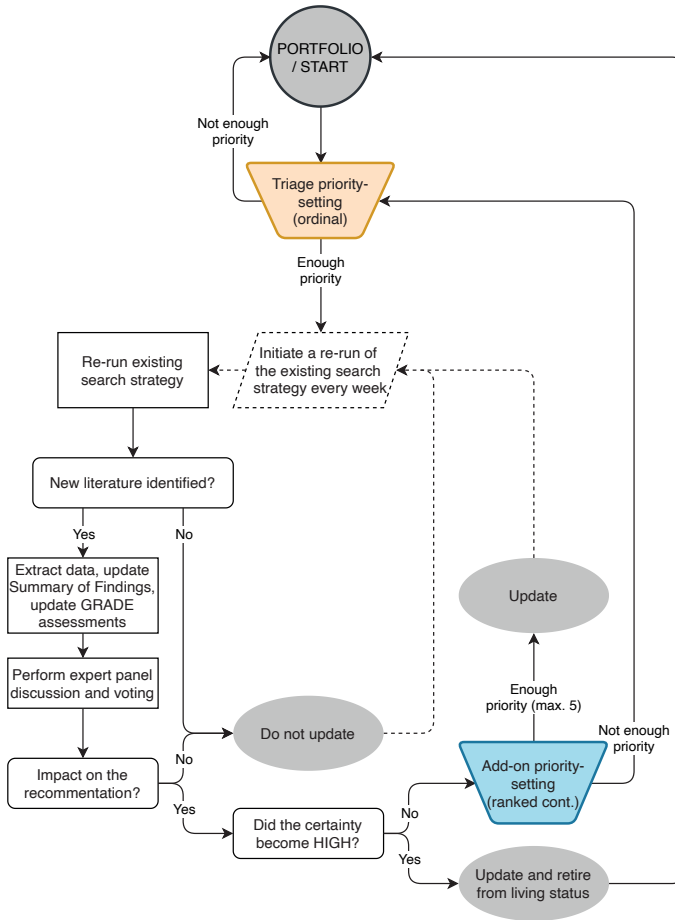 PORTFOLIO
/ START
Not enough
priority
Triage priority-
setting
(ordinal)
Enough
priority
Re-run existing
search strategy
Initiate a re-run of
the existing search
strategy every week
New literature identified?
Yes
No
Extract data, update
Summary of Findings,
update GRADE
assessments
Update
Perform expert panel
discussion and voting
Enough
priority (max. 5)
Do not update
Not enough
priority
No
Impact on the
recommentation?
Add-on priority-
setting
(ranked cont.)
Yes
No
Did the certainty
become HIGH?
Yes
Update and retire
from living status